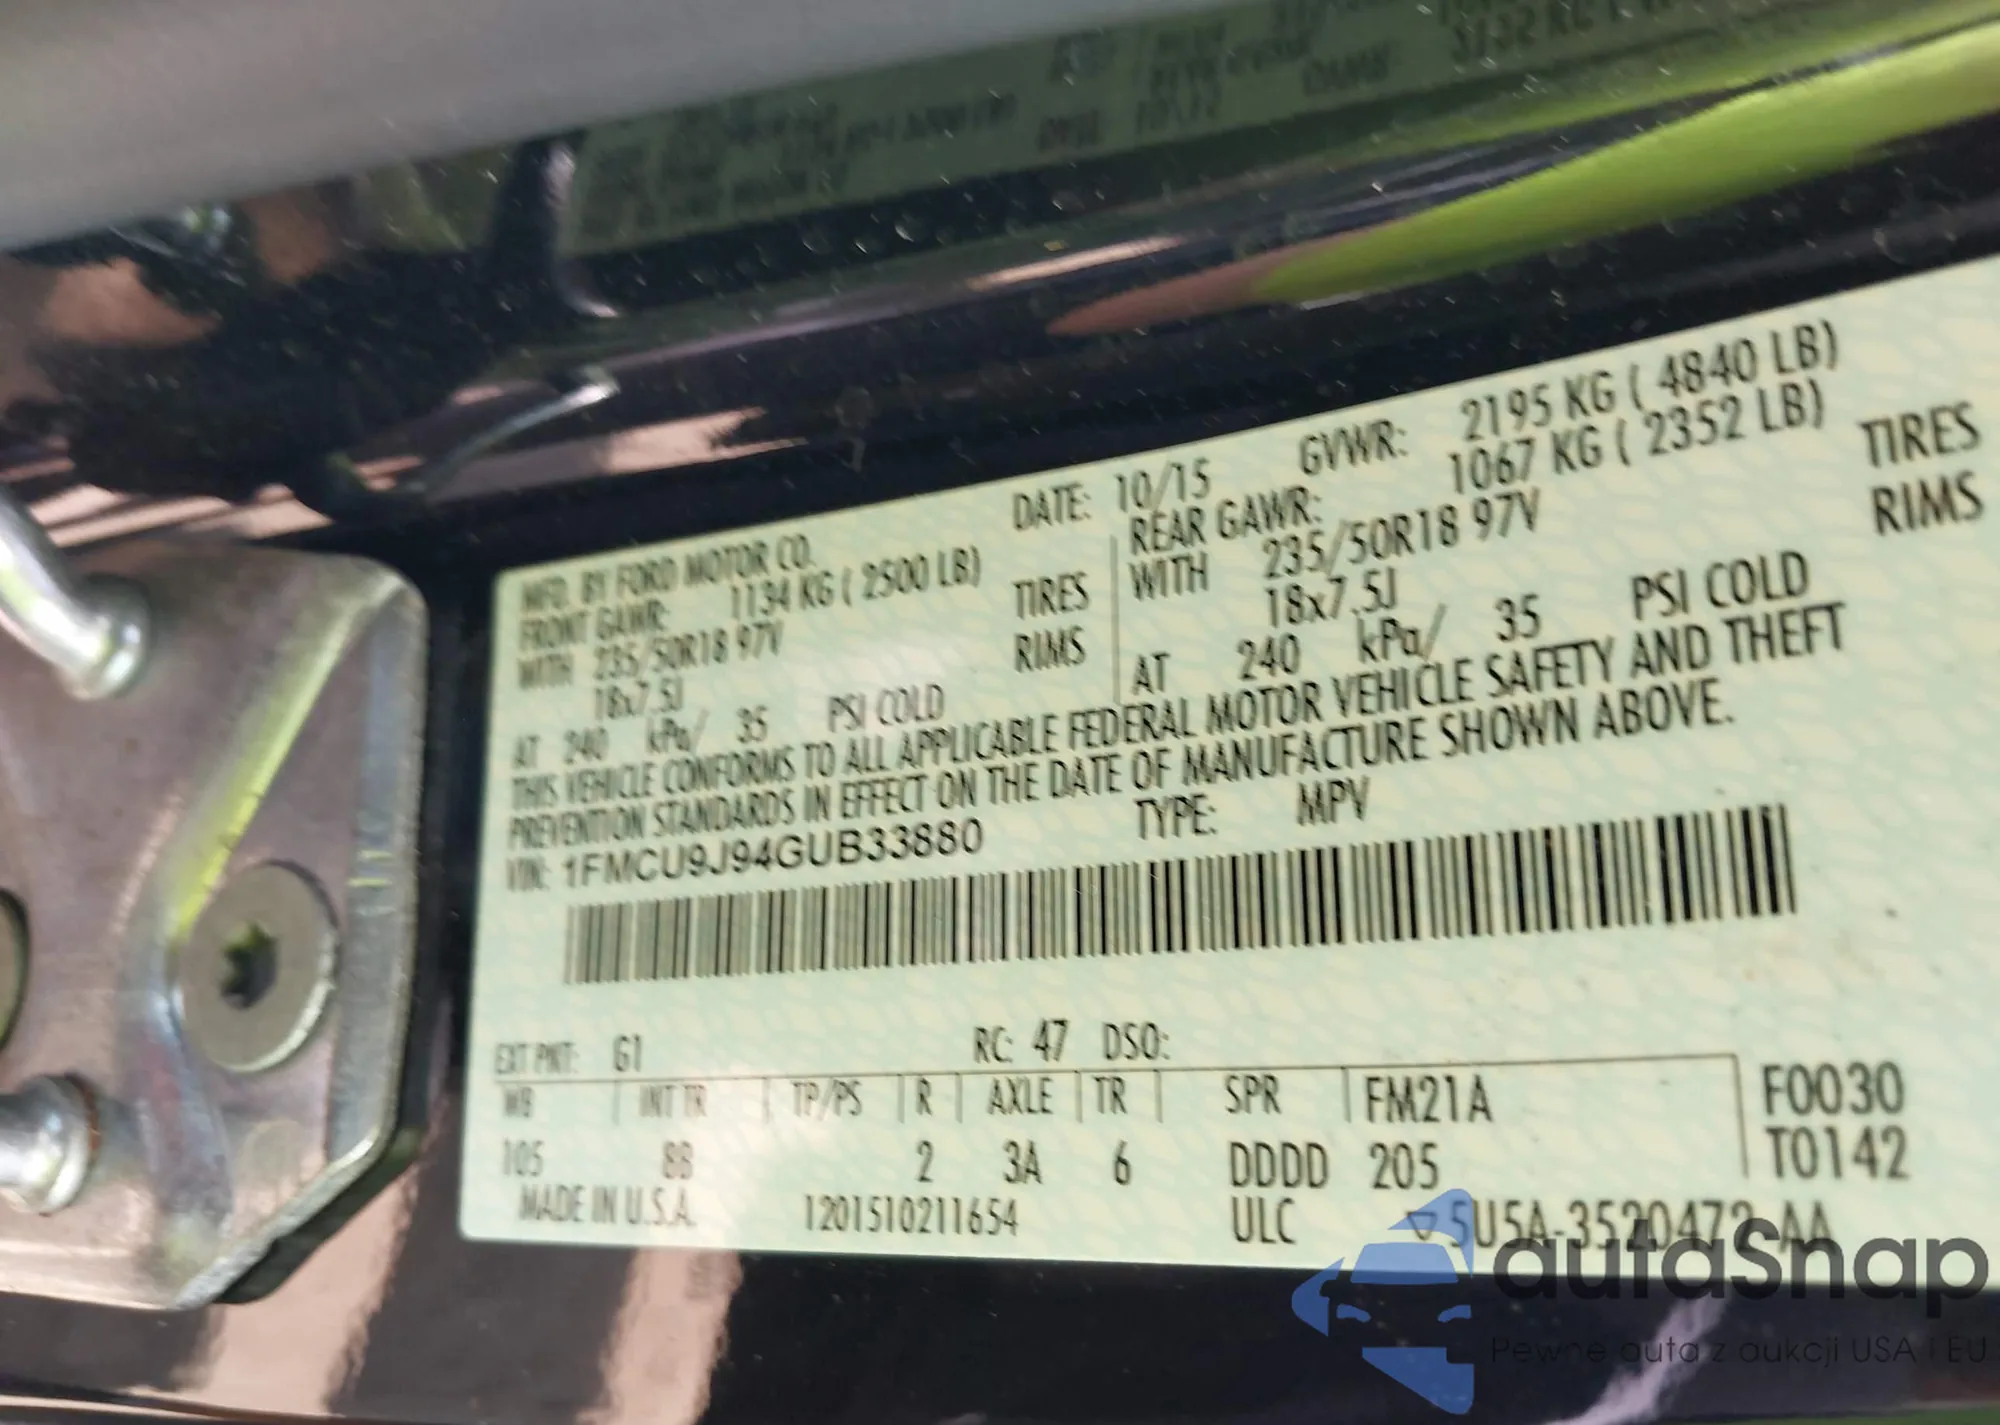 MFD. BY FORD MOTOR CO. DATE: 10/15 GVWR: 2195 KG ( 4840 LB)
FRONT GAWR: 1134 KG ( 2500 LB) REAR GAWR: 1067 KG ( 2352 LB)
WITH 235/50R18 97V TIRES WITH 235/50R18 97V TIRES
18x7.5J RIMS 18x7.5J RIMS
AT 240 kPa/ 35 PSI COLD AT 240 kPa/ 35 PSI COLD
THIS VEHICLE CONFORMS TO ALL APPLICABLE FEDERAL MOTOR VEHICLE SAFETY AND THEFT
PREVENTION STANDARDS IN EFFECT ON THE DATE OF MANUFACTURE SHOWN ABOVE.
VIN: 1FMCU9J94GUB33880 TYPE: MPV
EXT PNT: G1 RC: 47 DSO:
WB INT TR TP/PS R AXLE TR SPR FM21A F0030
105 8B 2 3A 6 DDDD 205 T0142
MADE IN U.S.A. 1201510211654 ULC ▽5U5A-3520472-AA
autaSnap
Pewne auta z aukcji USA i EU